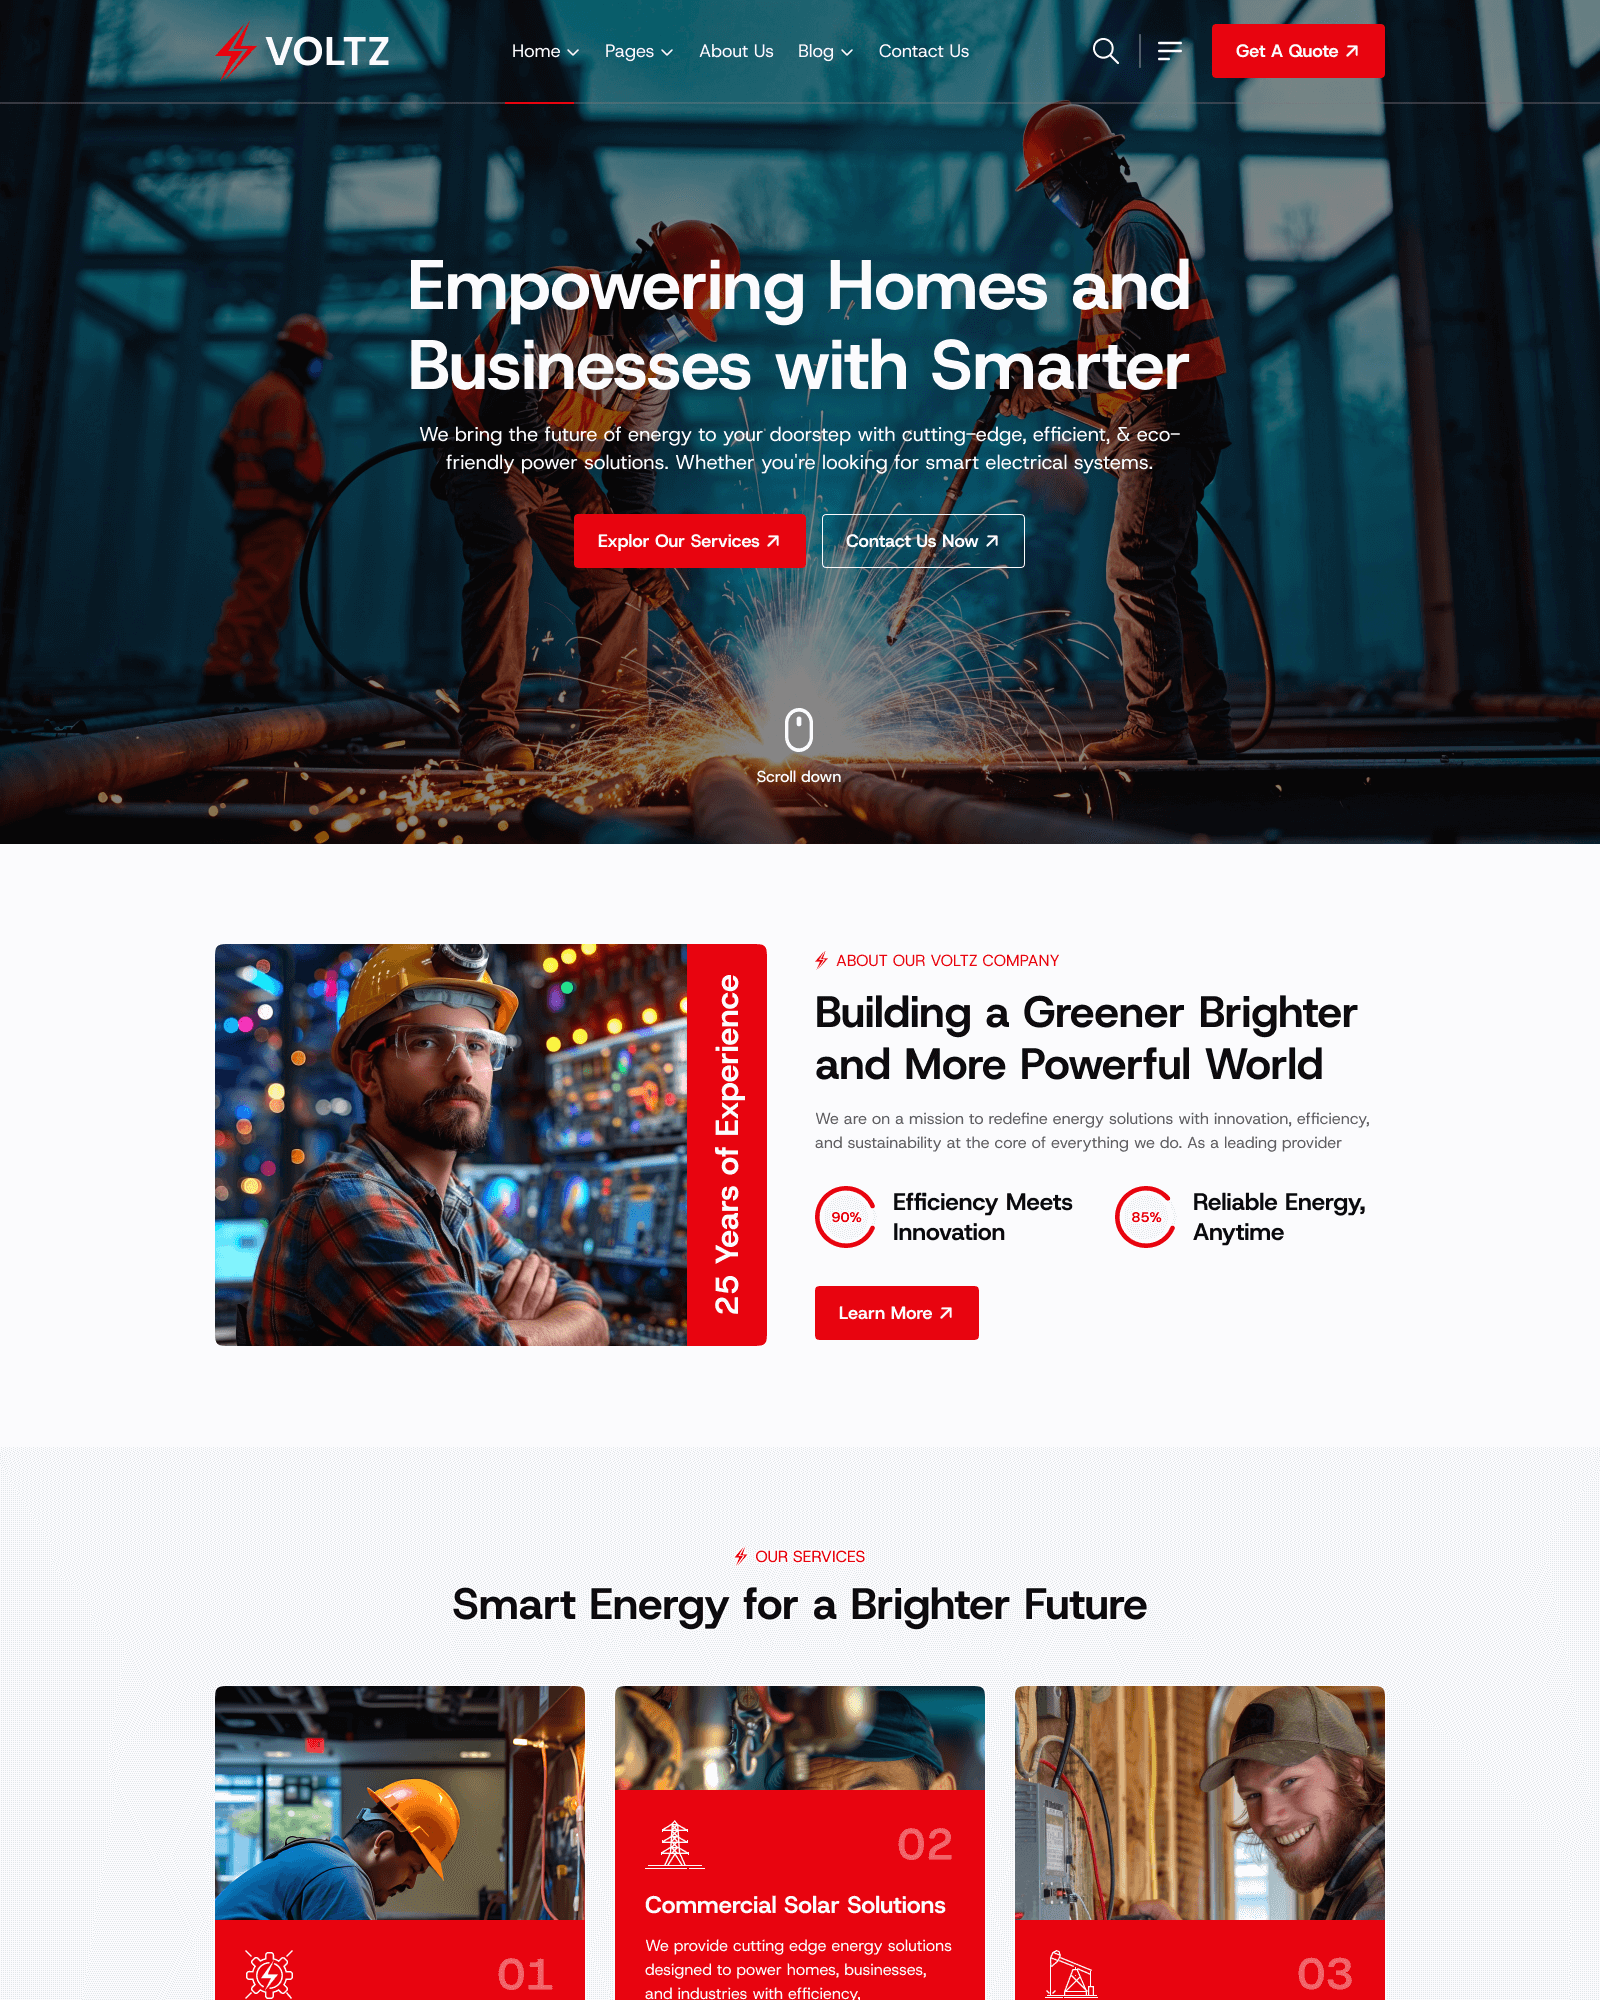 VOLTZ
Home Pages About Us Blog Contact Us
Get A Quote
Empowering Homes and
Businesses with Smarter
We bring the future of energy to your doorstep with cutting-edge, efficient, & eco-
friendly power solutions. Whether you're looking for smart electrical systems.
Explor Our Services
Contact Us Now
Scroll down
25 Years of Experience
ABOUT OUR VOLTZ COMPANY
Building a Greener Brighter
and More Powerful World
We are on a mission to redefine energy solutions with innovation, efficiency,
and sustainability at the core of everything we do. As a leading provider
90%
Efficiency Meets
Innovation
85%
Reliable Energy,
Anytime
Learn More
OUR SERVICES
Smart Energy for a Brighter Future
01
02
Commercial Solar Solutions
We provide cutting edge energy solutions
designed to power homes, businesses,
and industries with efficiency,
03